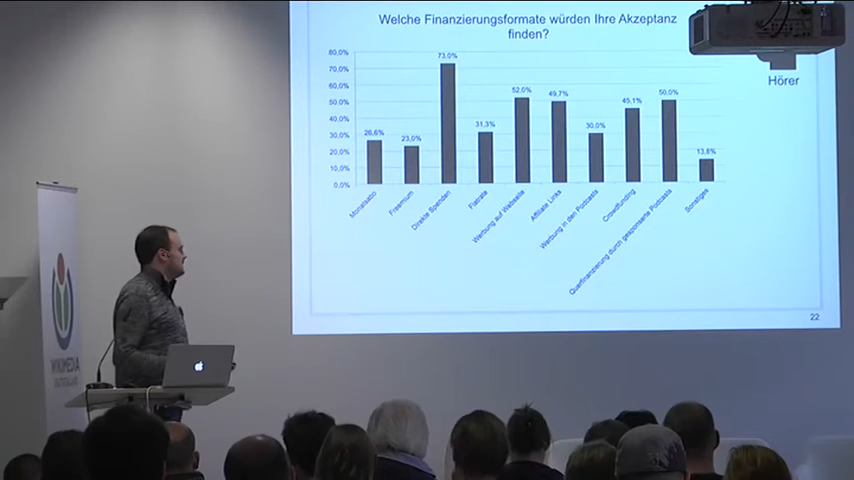 Welche Finanzierungsformate würden Ihre Akzeptanz
finden?
Hörer
80,0%
70,0%
60,0%
50,0%
40,0%
30,0%
20,0%
10,0%
0,0%
26,6%
23,0%
73,0%
31,3%
52,0%
49,7%
30,0%
45,1%
50,0%
13,8%
Monatsabo
Freemium
Direkte Spenden
Flatrate
Werbung auf Webseite
Affiliate Links
Werbung in den Podcasts
Crowdfunding
Querfinanzierung durch gesponserte Podcasts
Sonstiges
22
WIKIMEDIA
DEUTSCHLAND